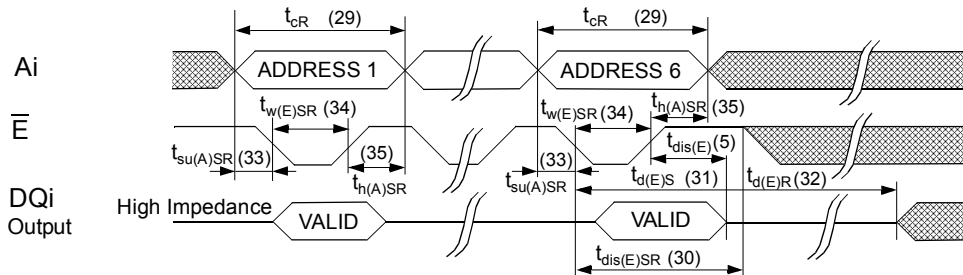 tcR (29) tcR (29)
Ai ADDRESS 1 ADDRESS 6
tw(E)SR (34) tw(E)SR (34) th(A)SR (35)
E
tsu(A)SR (33) (35) th(A)SR tsu(A)SR (33) tdis(E) (5)
td(E)S (31) td(E)R (32)
DQi
Output
High Impedance VALID VALID
tdis(E)SR (30)